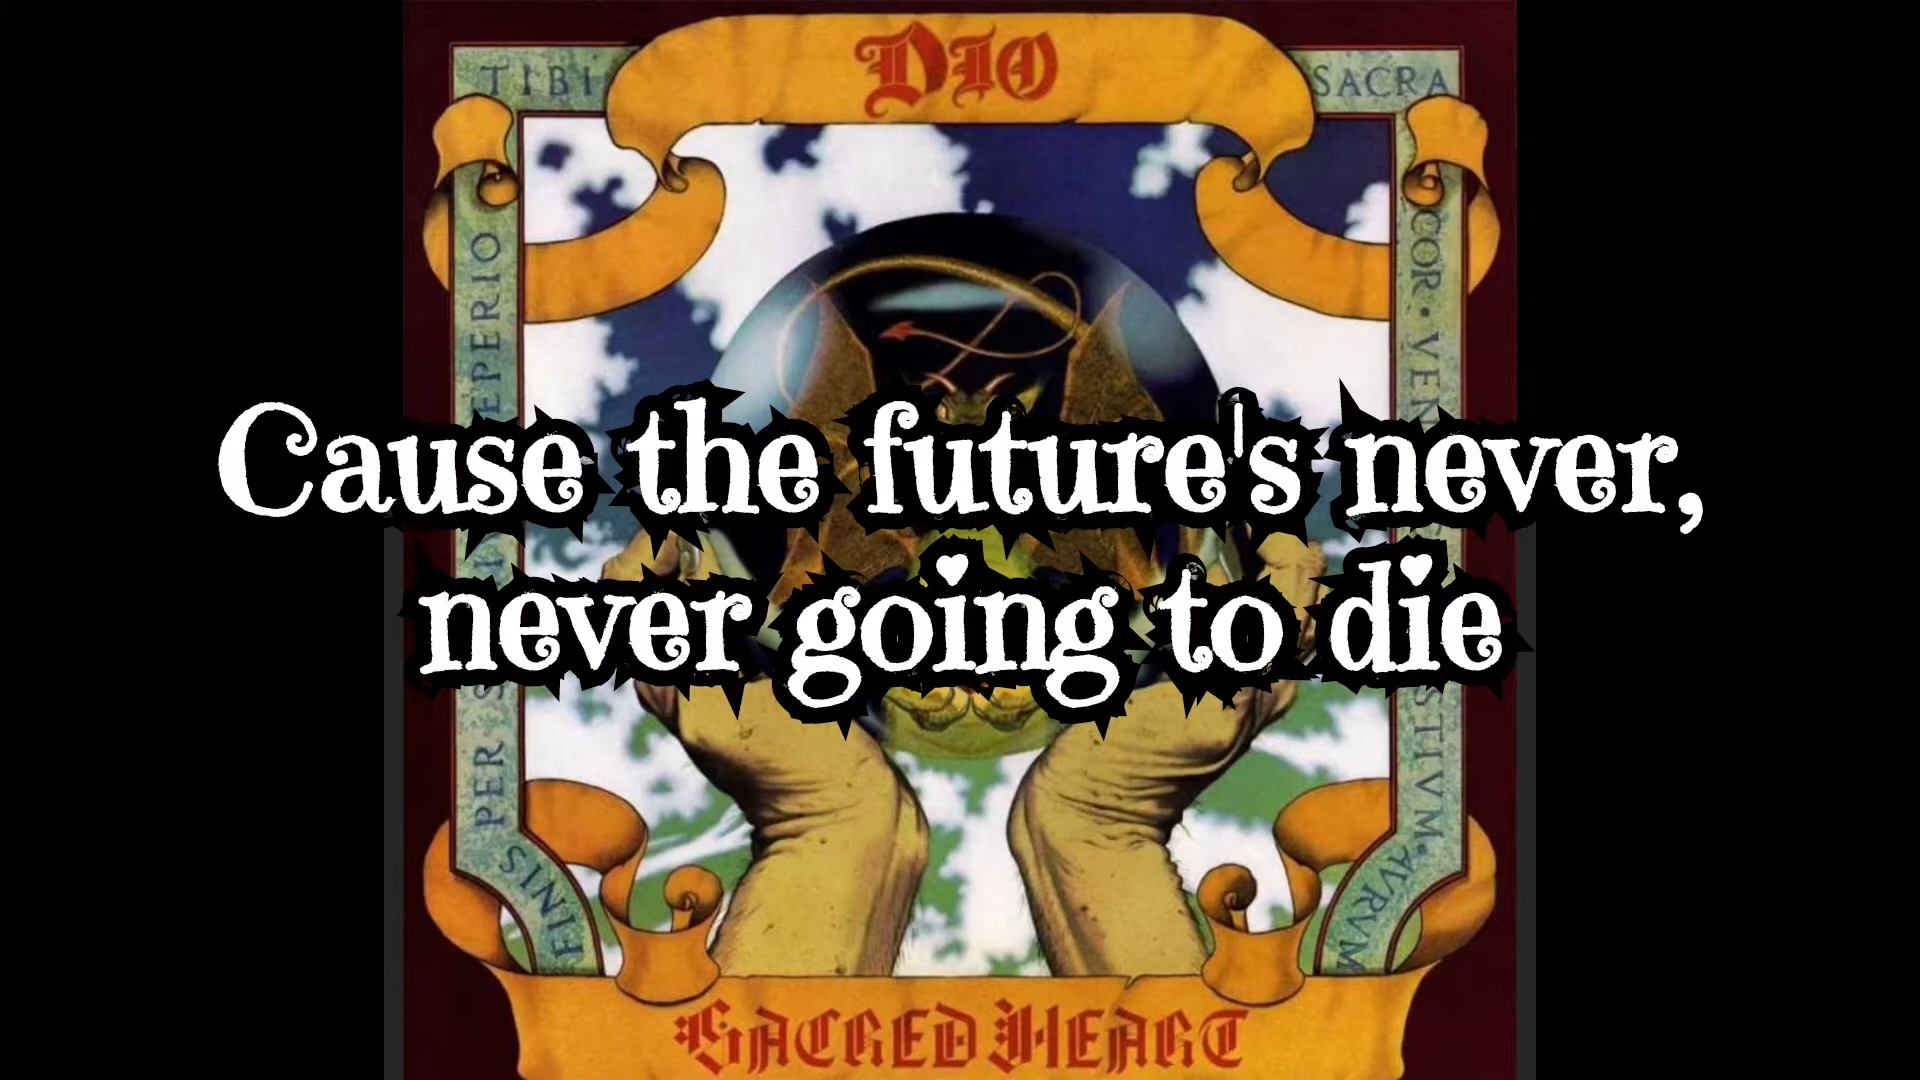 DIO
TIBI
SACRA
COR · VEN
STIVM · AVRVM
EPERIO
PER S
FINIS
Cause the future's never,
never going to die
SACRED HEART